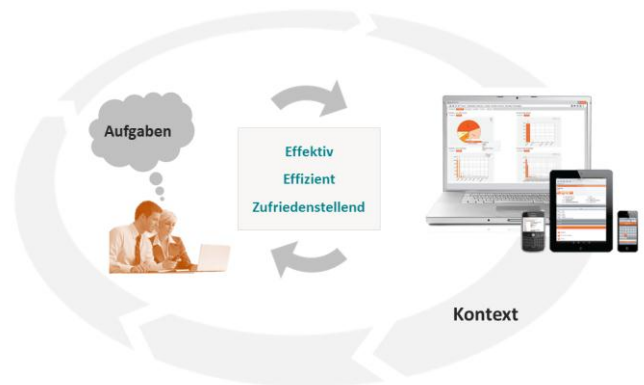 Aufgaben
Effektiv
Effizient
Zufriedenstellend
Kontext